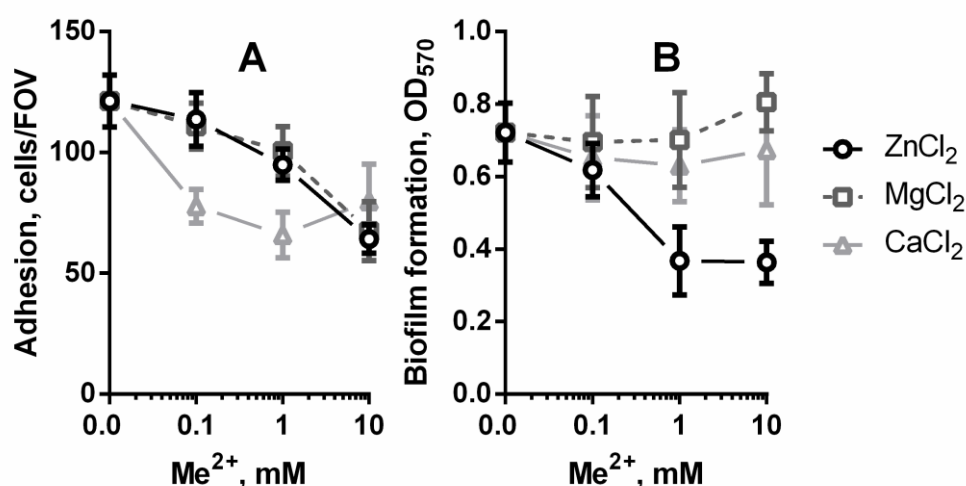 A
Adhesion, cells/FOV
150
100
50
0
0.0 0.1 1 10
Me²⁺, mM
B
Biofilm formation, OD₅₇₀
1.0
0.8
0.6
0.4
0.2
0.0
0.0 0.1 1 10
Me²⁺, mM
ZnCl₂
MgCl₂
CaCl₂